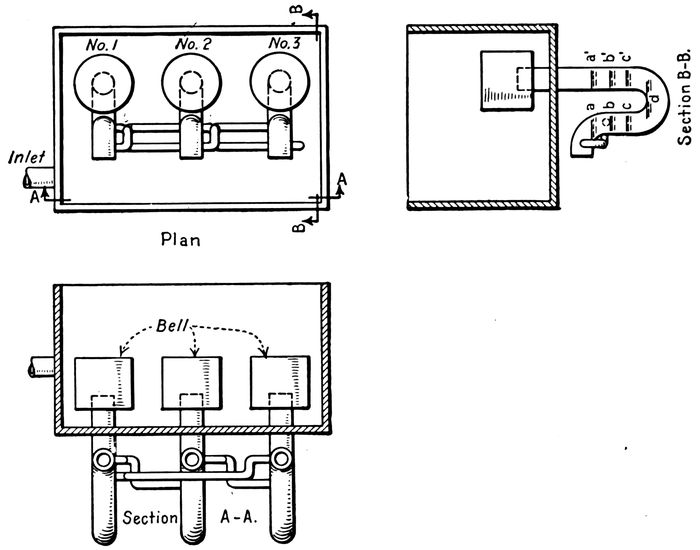 B
No. 1 No. 2 No. 3
Inlet
A A
B
Plan
a' b' c'
a b c d
Section B-B.
Bell
Section A-A.